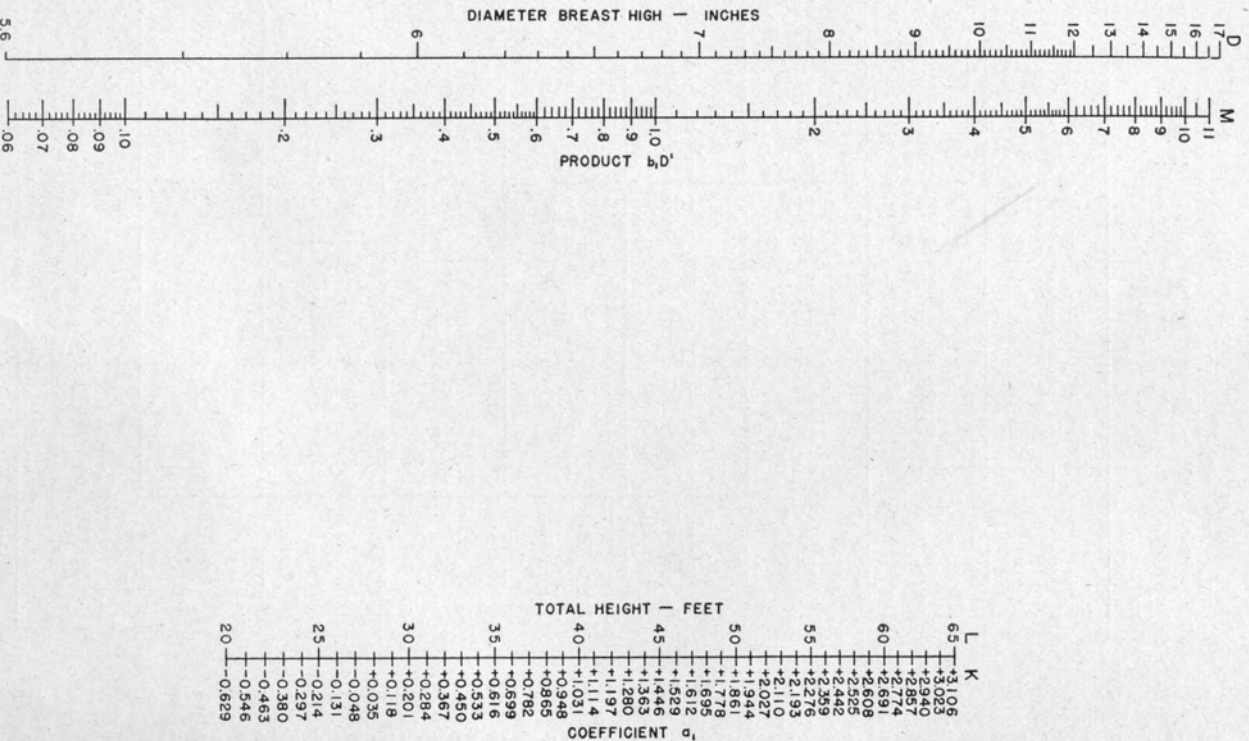 DIAMETER BREAST HIGH — INCHES
5.6 6 7 8 9 10 11 12 13 14 15 16 17 D
.06 .07 .08 .09 .10 .2 .3 .4 .5 .6 .7 .8 .9 1.0 2 3 4 5 6 7 8 9 10 11 M
PRODUCT b₁D'
TOTAL HEIGHT — FEET
20 25 30 35 40 45 50 55 60 65 L
K
-0.629 -0.546 -0.463 -0.380 -0.297 -0.214 -0.131 -0.048 +0.035 +0.118 +0.201 +0.284 +0.367 +0.450 +0.533 +0.616 +0.699 +0.782 +0.865 +0.948 +1.031 +1.114 +1.197 +1.280 +1.363 +1.446 +1.529 +1.612 +1.695 +1.778 +1.861 +1.944 +2.027 +2.110 +2.193 +2.276 +2.359 +2.442 +2.525 +2.608 +2.691 +2.774 +2.857 +2.940 +3.023 +3.106
COEFFICIENT a₁